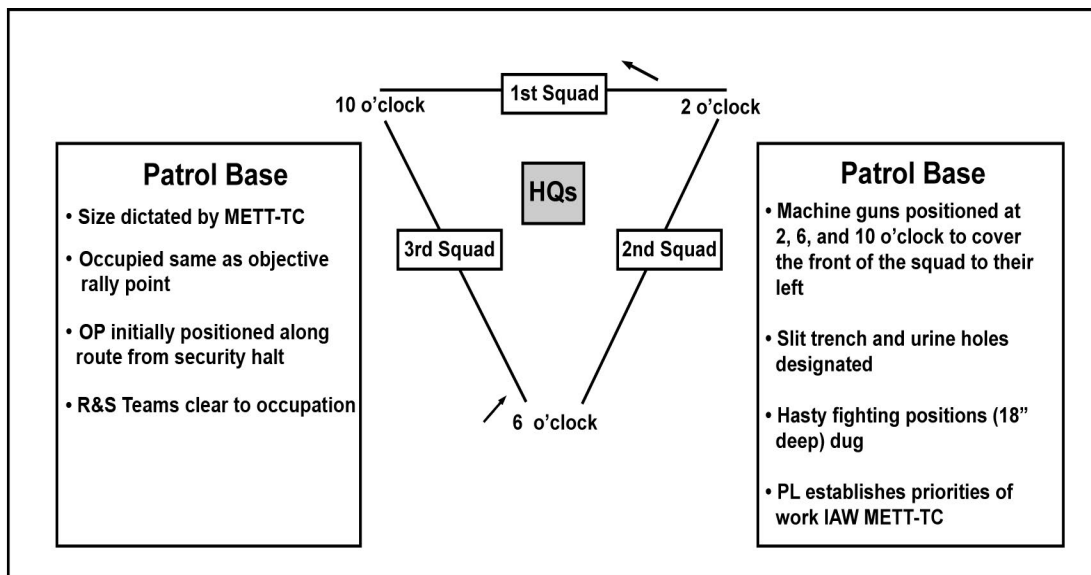 1st Squad
10 o'clock
2 o'clock
HQs
3rd Squad
2nd Squad
6 o'clock
Patrol Base
• Size dictated by METT-TC
• Occupied same as objective
rally point
• OP initially positioned along
route from security halt
• R&S Teams clear to occupation
Patrol Base
• Machine guns positioned at
2, 6, and 10 o'clock to cover
the front of the squad to their
left
• Slit trench and urine holes
designated
• Hasty fighting positions (18”
deep) dug
• PL establishes priorities of
work IAW METT-TC